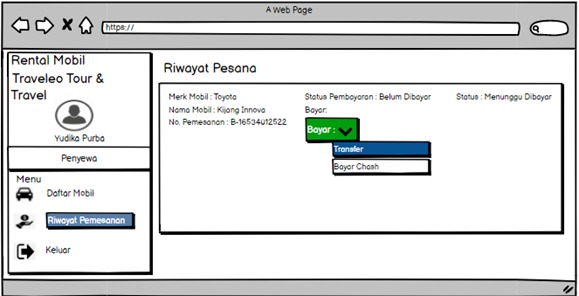 A Web Page
https://
Rental Mobil
Traveleo Tour &
Travel
Yudika Purba
Penyewa
Menu
Daftar Mobil
Riwayat Pemesanan
Keluar
Riwayat Pesana
Merk Mobil : Toyota
Nama Mobil : Kijang Innova
No. Pemesanan : B-16534012522
Status Pembayaran : Belum Dibayar
Bayar:
Bayar :
Transfer
Bayar Chash
Status : Menunggu Dibayar